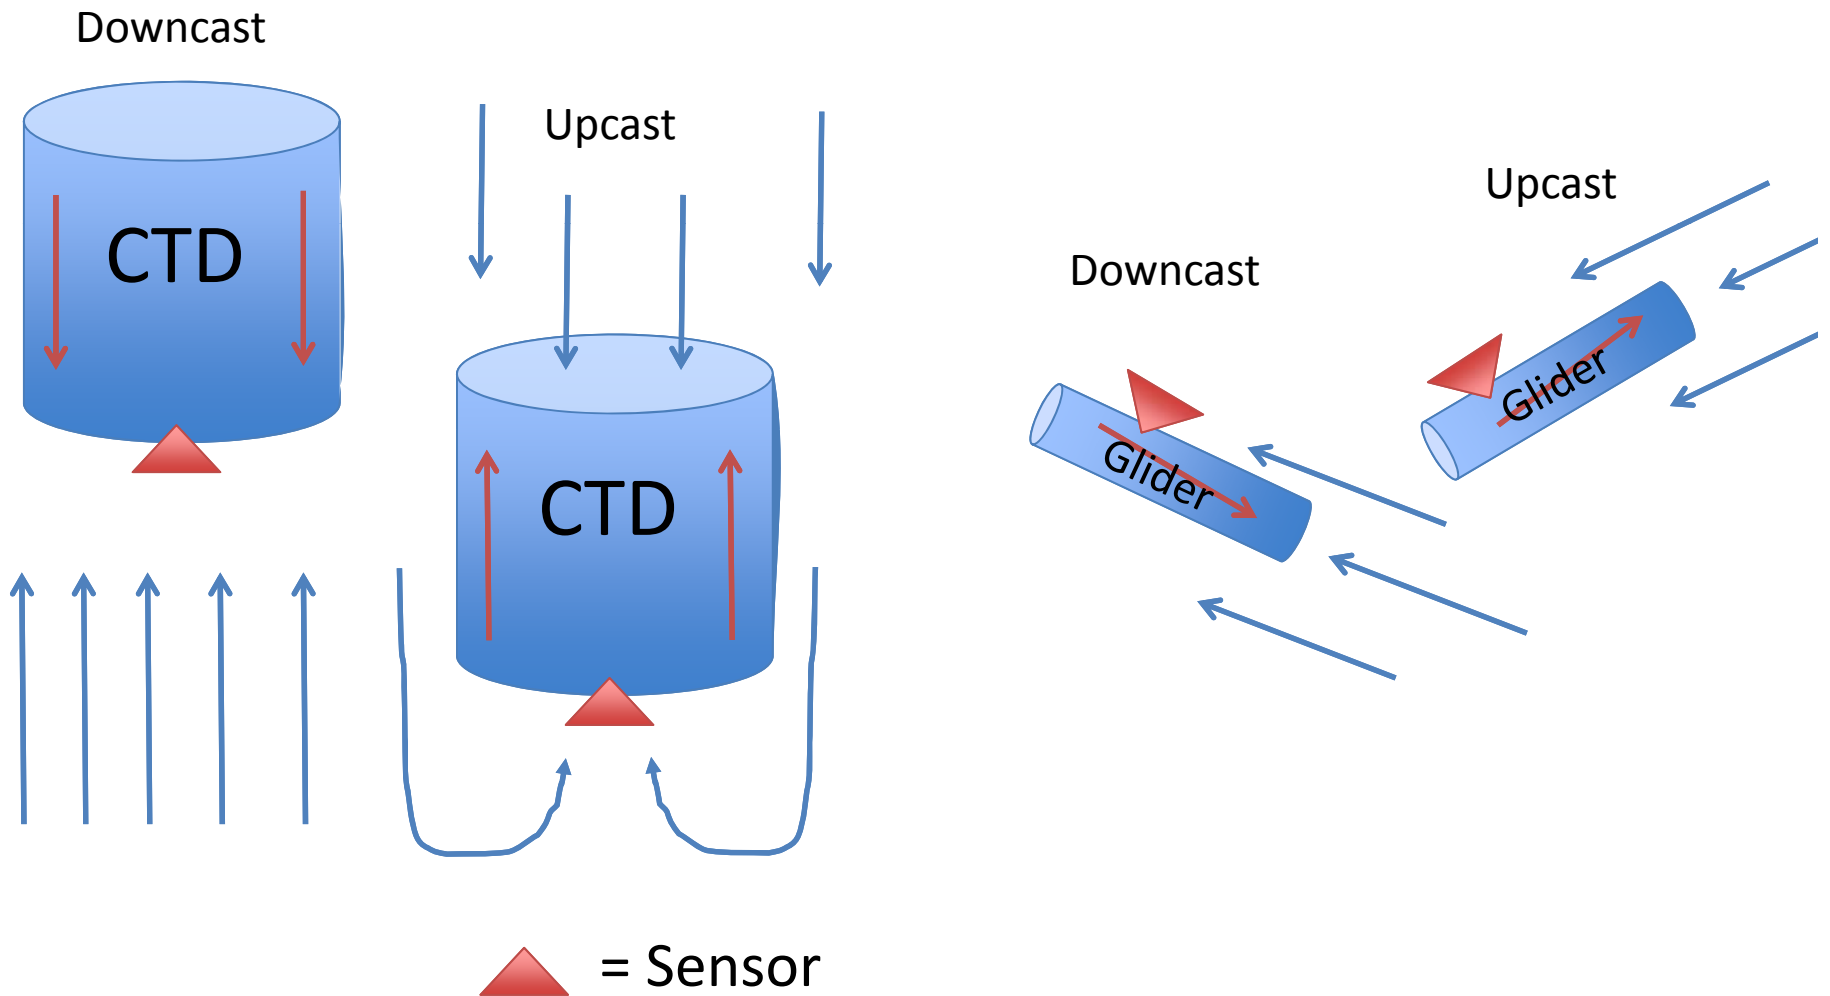 Downcast
CTD
Upcast
CTD
Downcast
Glider
Upcast
Glider
= Sensor